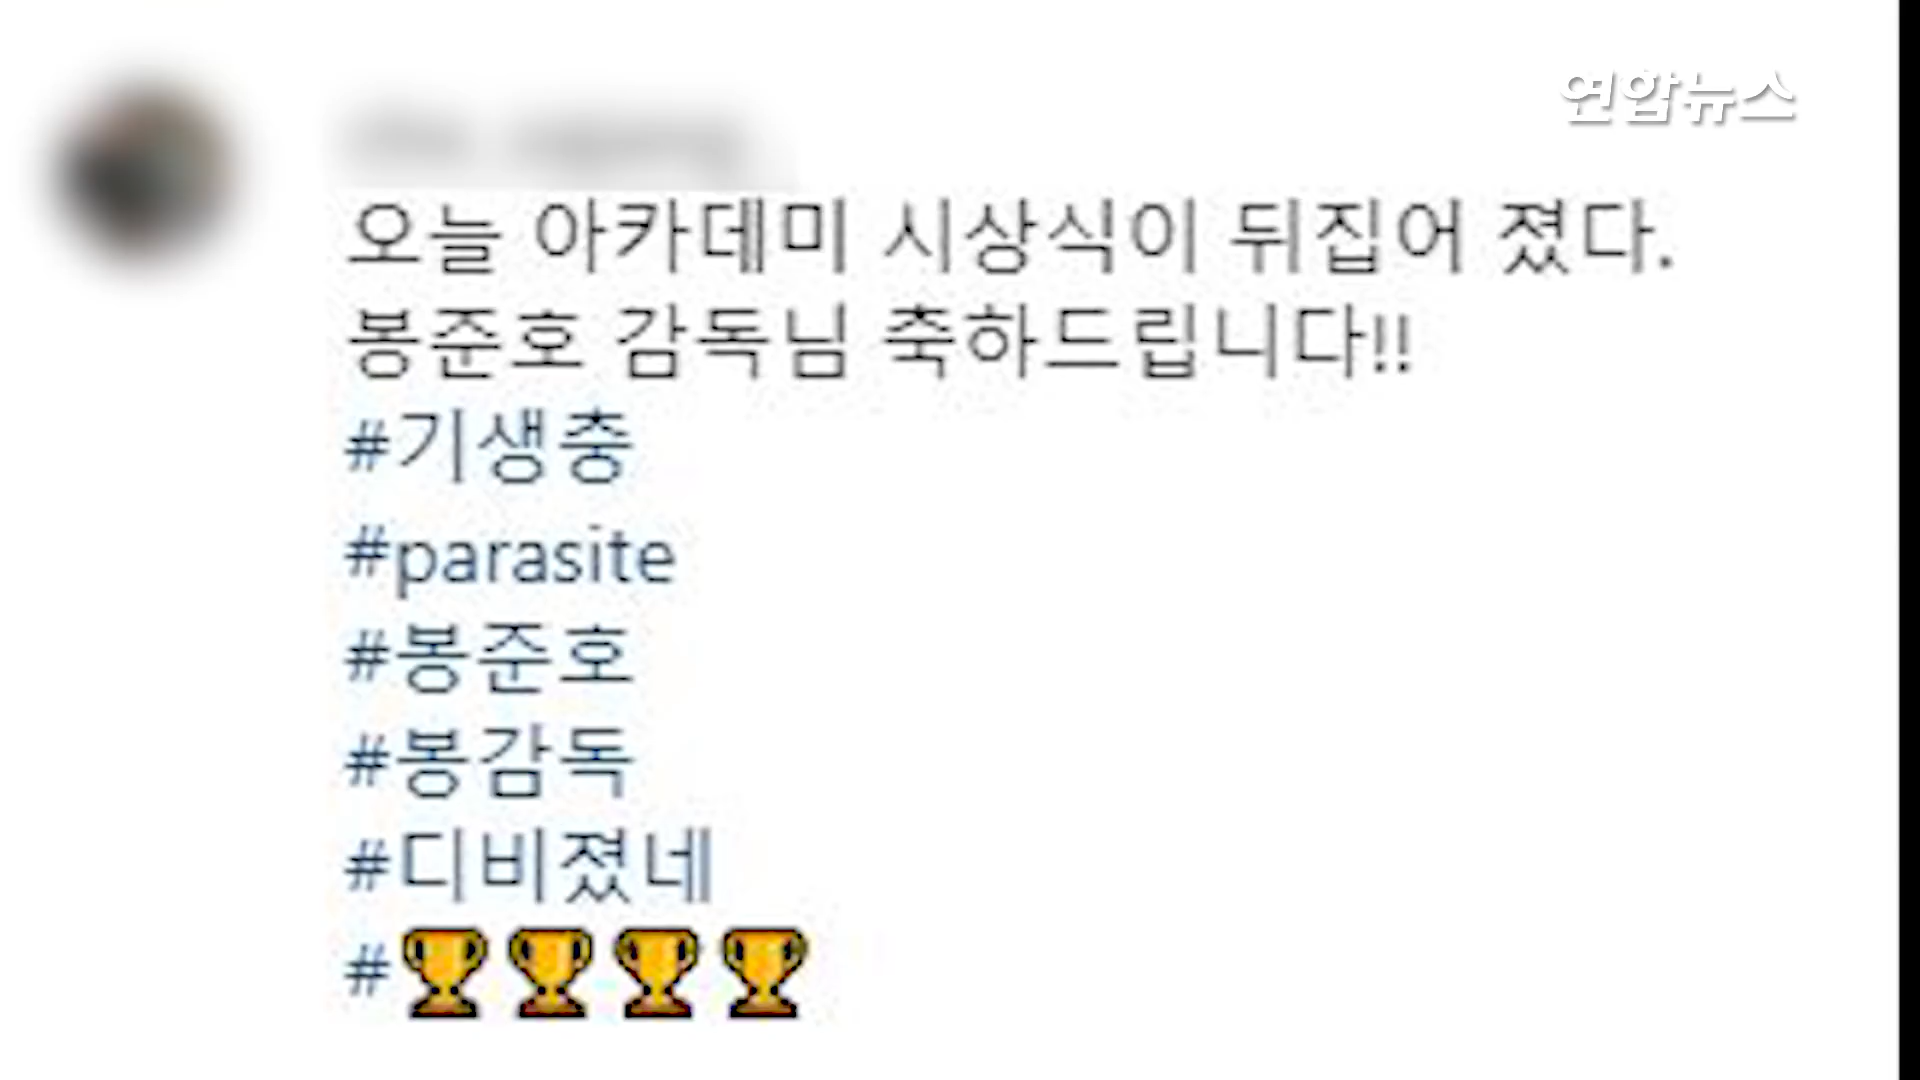 연합뉴스
오늘 아카데미 시상식이 뒤집어 졌다.
봉준호 감독님 축하드립니다!!
#기생충
#parasite
#봉준호
#봉감독
#디비졌네
#🏆🏆🏆🏆